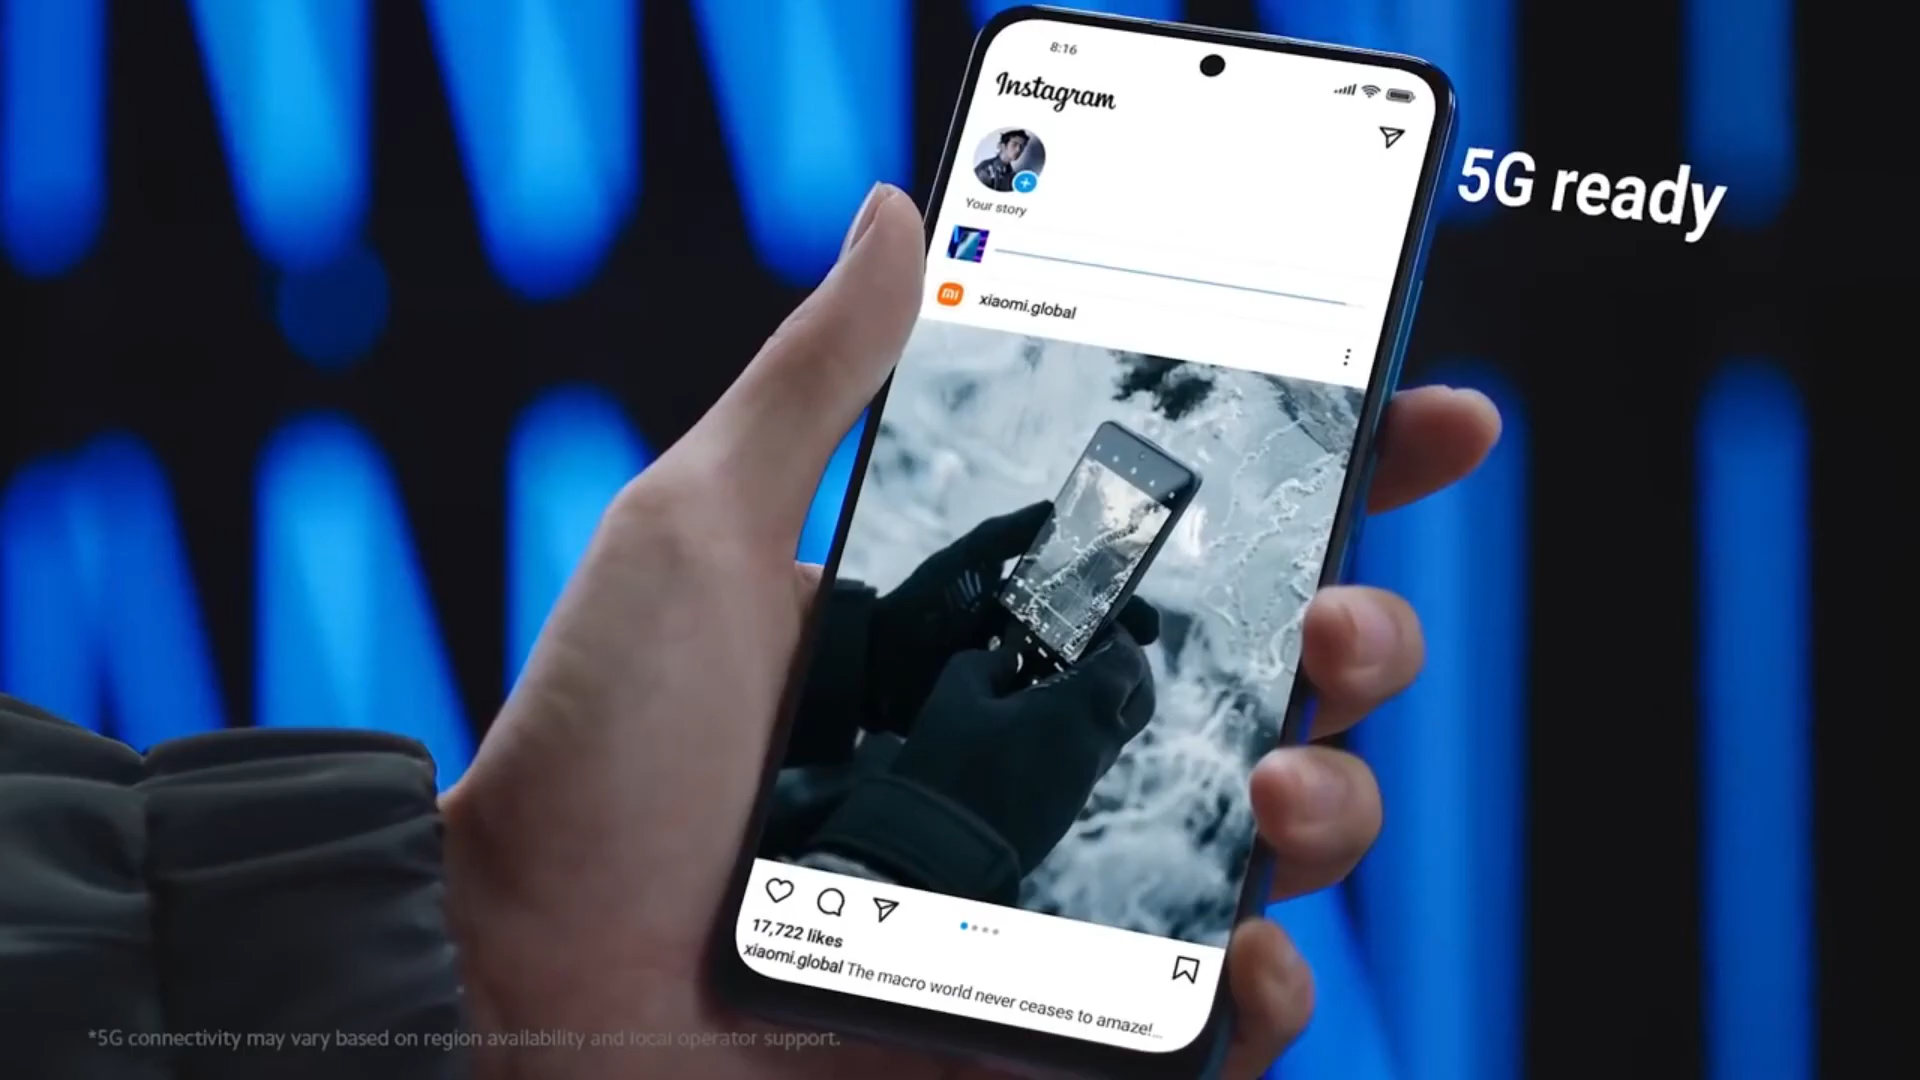 8:16
Instagram
5G ready
Your story
mi
xiaomi.global
17,722 likes
xiaomi.global The macro world never ceases to amaze!...
*5G connectivity may vary based on region availability and local operator support.